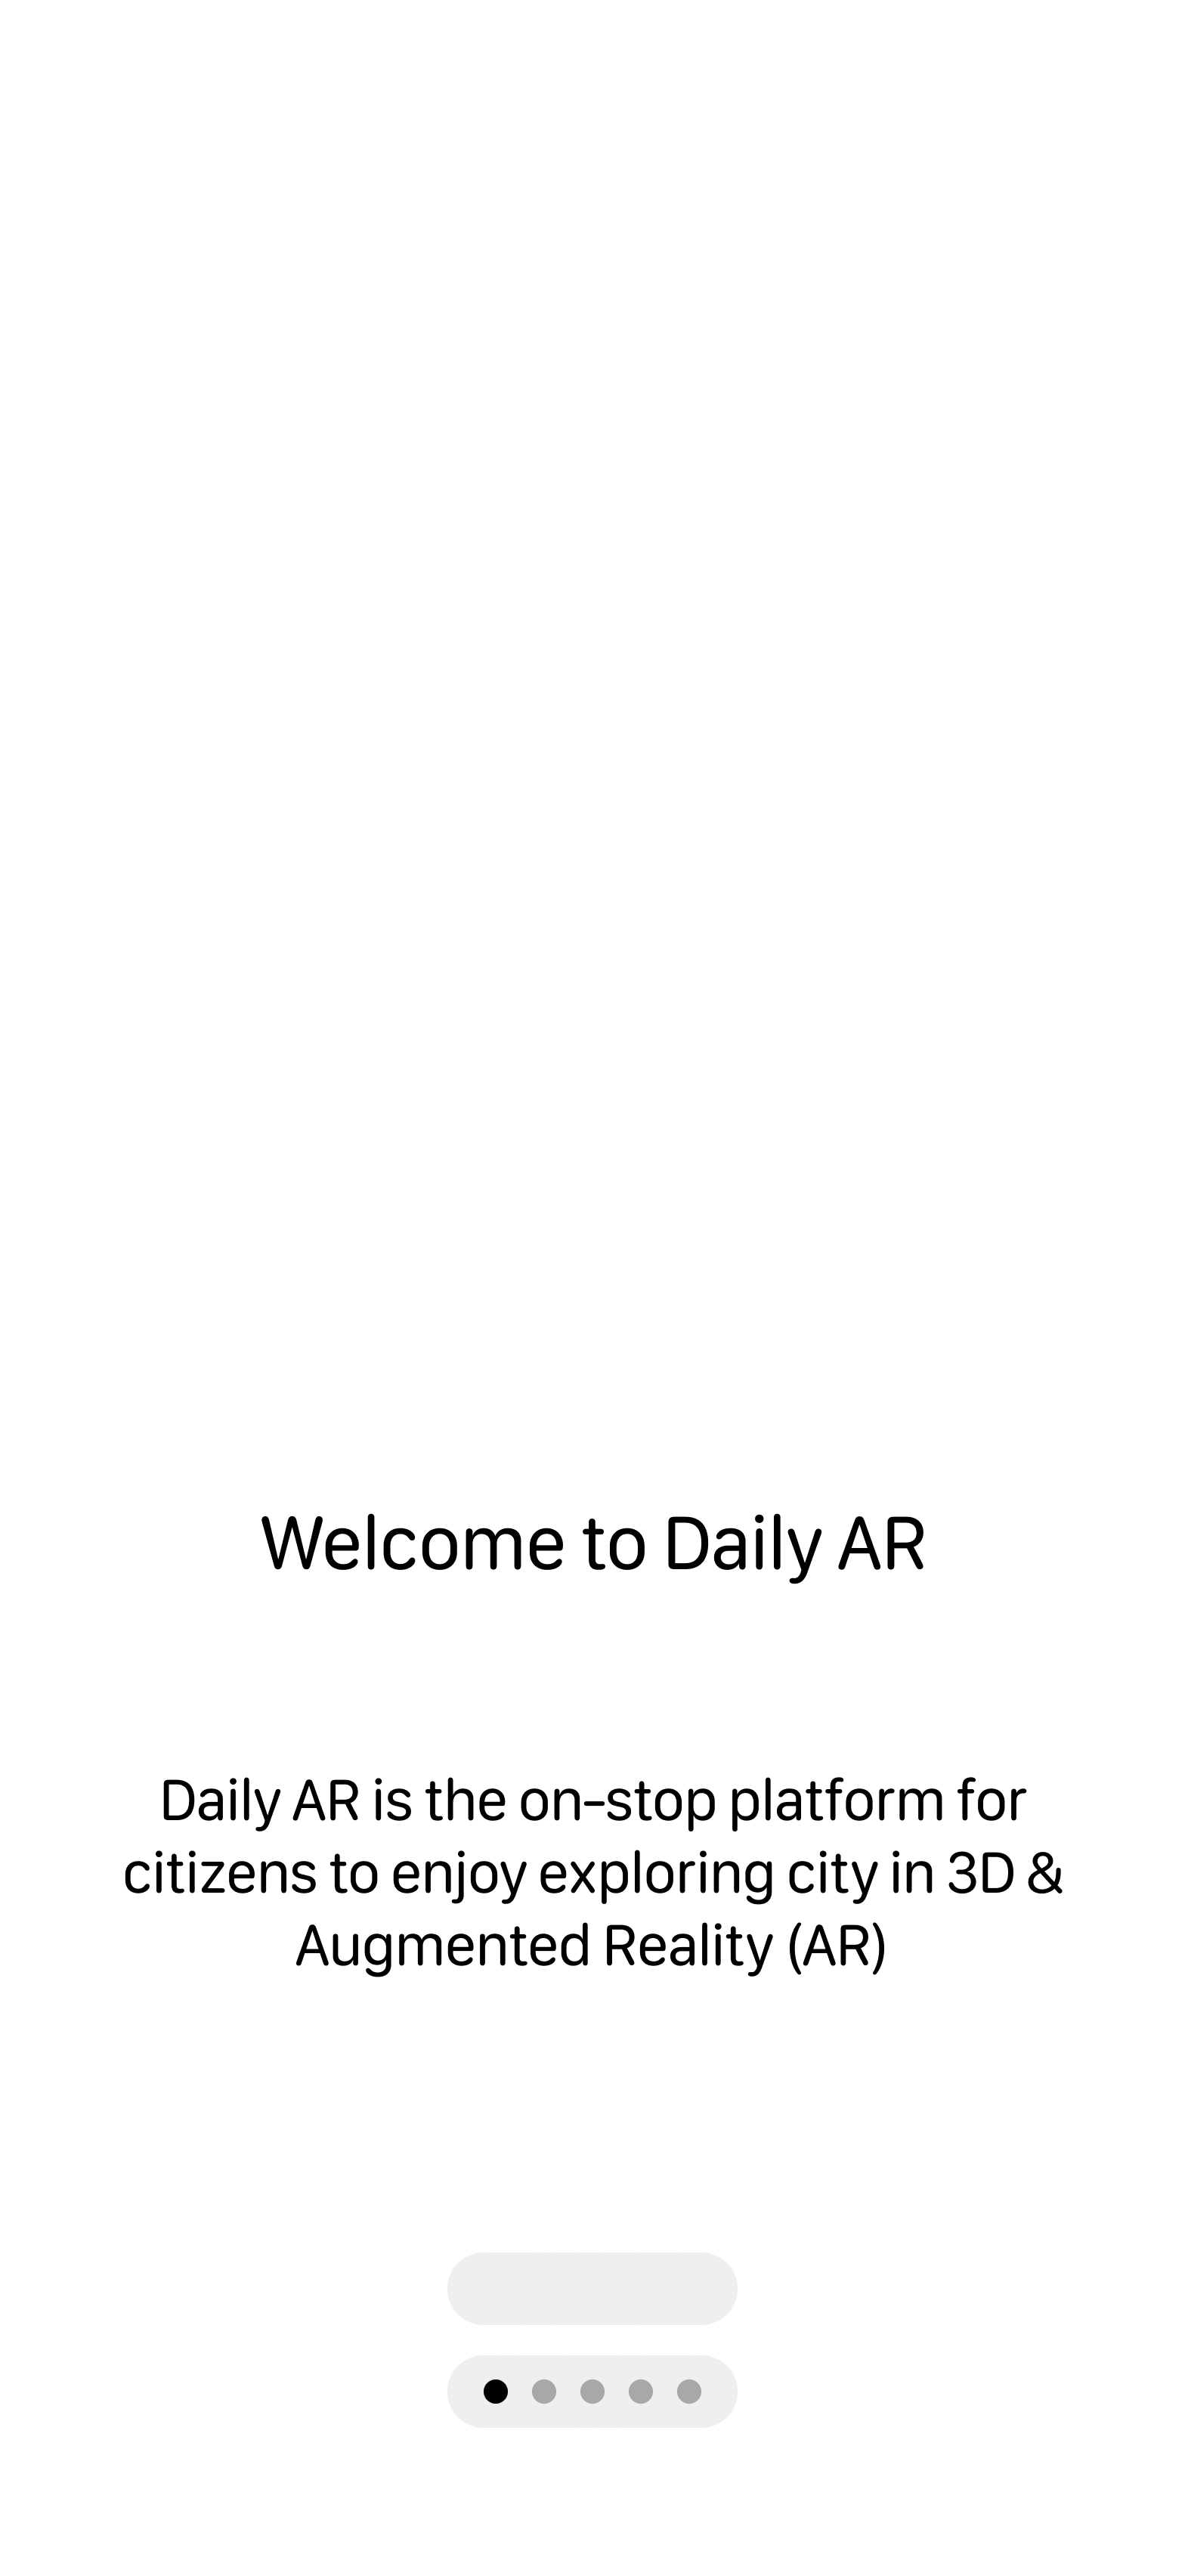 Welcome to Daily AR
Daily AR is the on-stop platform for
citizens to enjoy exploring city in 3D &
Augmented Reality (AR)